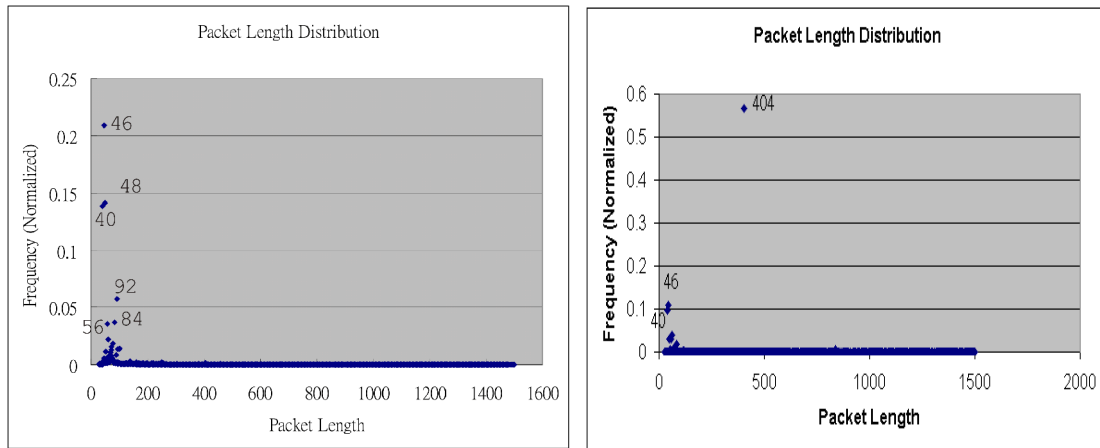 Packet Length Distribution
0.25
0.2
0.15
0.1
0.05
0
Frequency (Normalized)
46
48
40
92
56
84
0 200 400 600 800 1000 1200 1400 1600
Packet Length
Packet Length Distribution
0.6
0.5
0.4
0.3
0.2
0.1
0
Frequency (Normalized)
404
46
40
0 500 1000 1500 2000
Packet Length